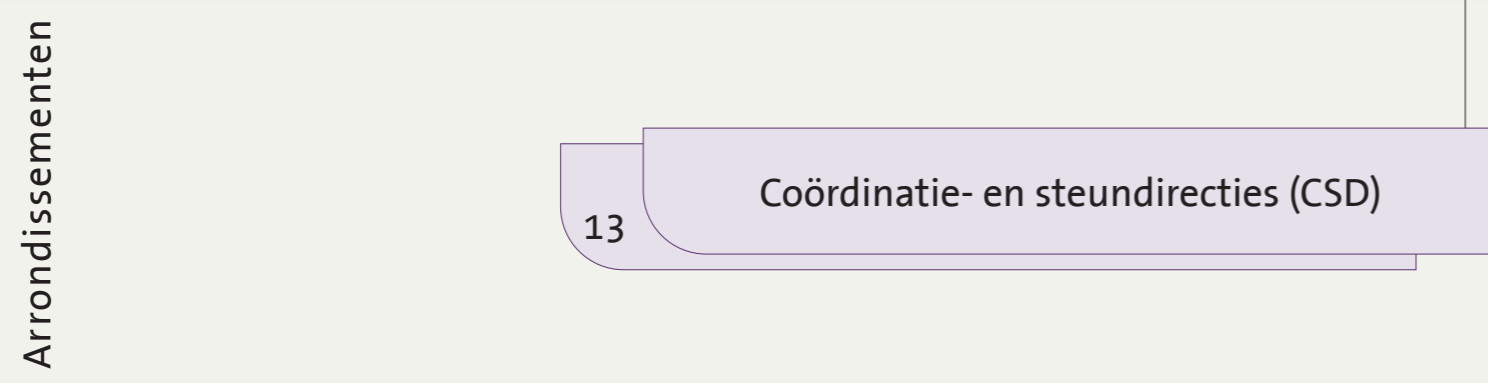 Arrondissementen
Coördinatie- en steundirecties (CSD)
13